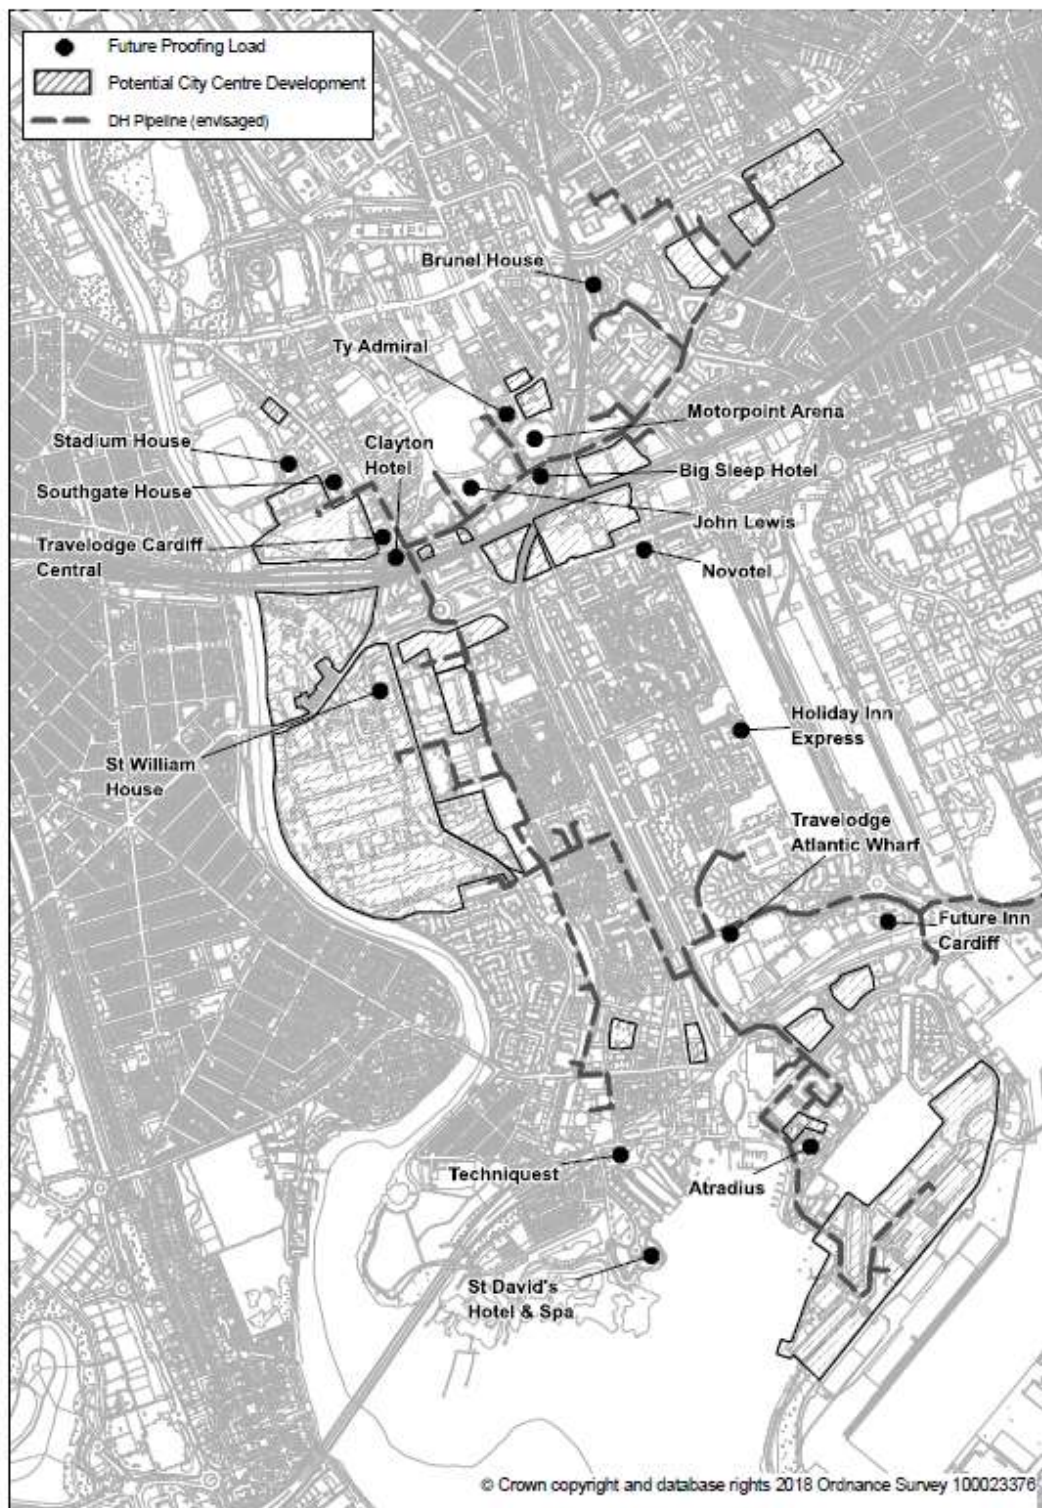 Future Proofing Load
Potential City Centre Development
DH Pipeline (envisaged)
Brunel House
Ty Admiral
Motorpoint Arena
Stadium House
Clayton
Hotel
Big Sleep Hotel
Southgate House
John Lewis
Travelodge Cardiff
Central
Novotel
Holiday Inn
Express
St William
House
Travelodge
Atlantic Wharf
Future Inn
Cardiff
Techniquest
Atradius
St David's
Hotel & Spa
© Crown copyright and database rights 2018 Ordnance Survey 100023376